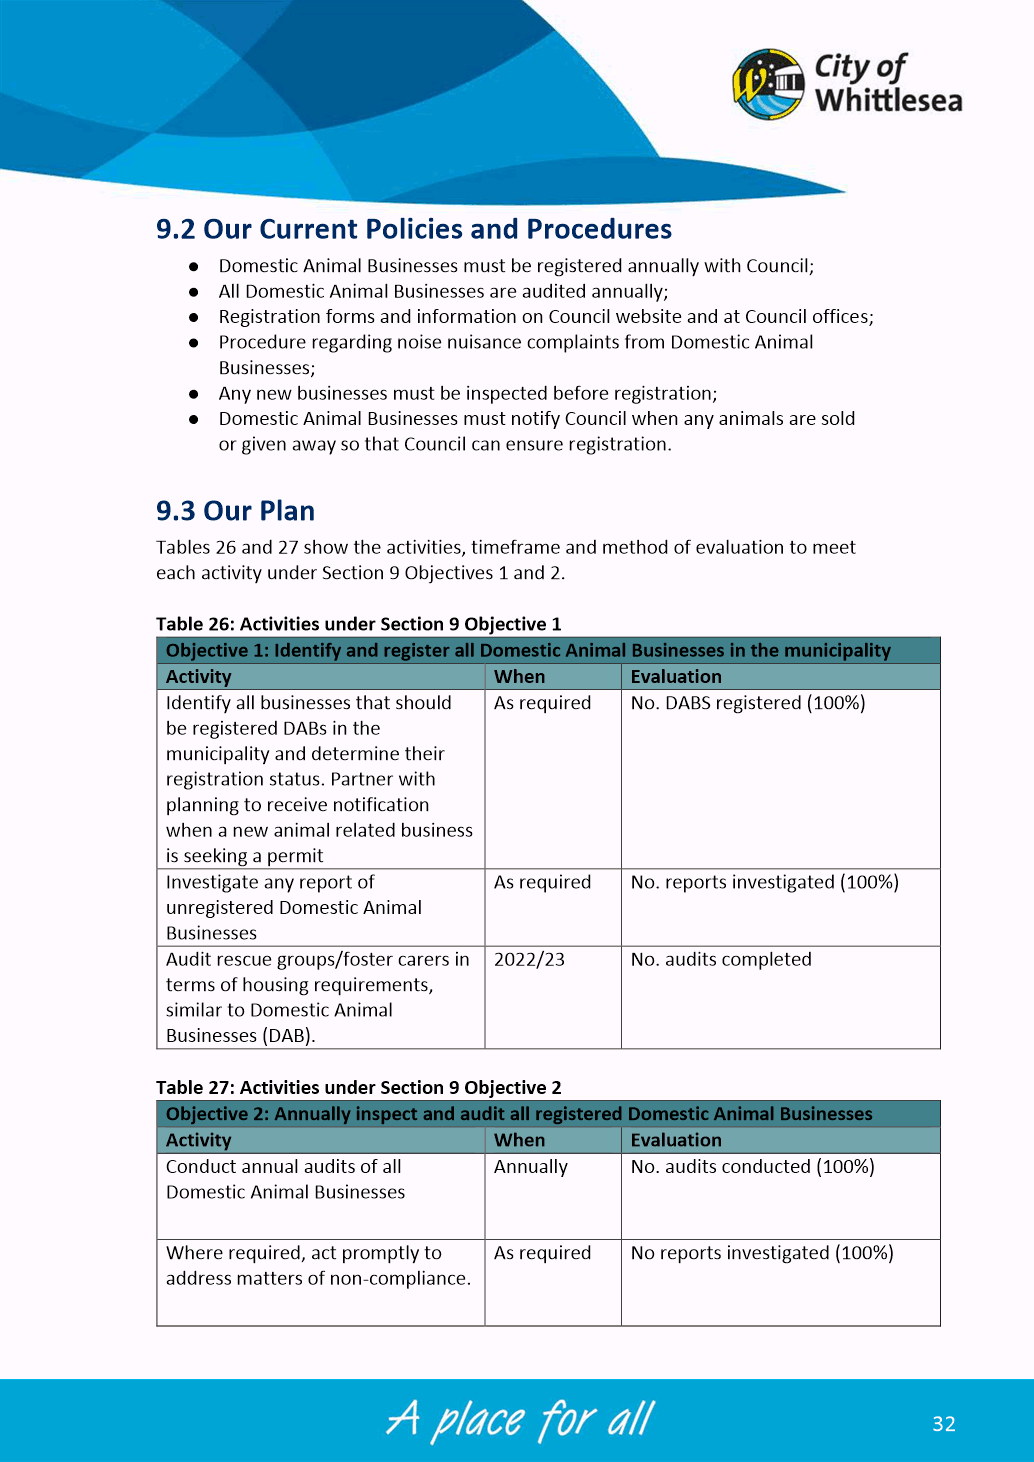 City of
Whittlesea
9.2 Our Current Policies and Procedures
● Domestic Animal Businesses must be registered annually with Council;
● All Domestic Animal Businesses are audited annually;
● Registration forms and information on Council website and at Council offices;
● Procedure regarding noise nuisance complaints from Domestic Animal
Businesses;
● Any new businesses must be inspected before registration;
● Domestic Animal Businesses must notify Council when any animals are sold
or given away so that Council can ensure registration.
9.3 Our Plan
Tables 26 and 27 show the activities, timeframe and method of evaluation to meet
each activity under Section 9 Objectives 1 and 2.
Table 26: Activities under Section 9 Objective 1
Objective 1: Identify and register all Domestic Animal Businesses in the municipality
Activity When Evaluation
Identify all businesses that should As required No. DABS registered (100%)
be registered DABs in the
municipality and determine their
registration status. Partner with
planning to receive notification
when a new animal related business
is seeking a permit
Investigate any report of As required No. reports investigated (100%)
unregistered Domestic Animal
Businesses
Audit rescue groups/foster carers in 2022/23 No. audits completed
terms of housing requirements,
similar to Domestic Animal
Businesses (DAB).
Table 27: Activities under Section 9 Objective 2
Objective 2: Annually inspect and audit all registered Domestic Animal Businesses
Activity When Evaluation
Conduct annual audits of all Annually No. audits conducted (100%)
Domestic Animal Businesses
Where required, act promptly to As required No reports investigated (100%)
address matters of non-compliance.
A place for all
32